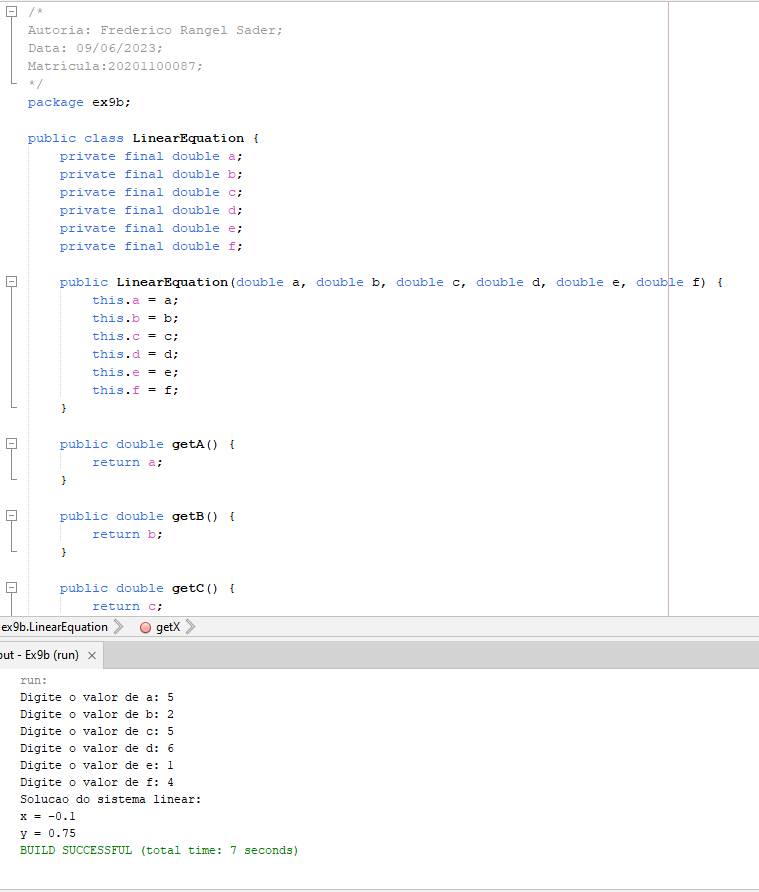 /*
Autoria: Frederico Rangel Sader;
Data: 09/06/2023;
Matricula:20201100087;
*/
package ex9b;
public class LinearEquation {
private final double a;
private final double b;
private final double c;
private final double d;
private final double e;
private final double f;
public LinearEquation(double a, double b, double c, double d, double e, double f) {
this.a = a;
this.b = b;
this.c = c;
this.d = d;
this.e = e;
this.f = f;
}
public double getA() {
return a;
}
public double getB() {
return b;
}
public double getC() {
return c;
ex9b.LinearEquation getX
out - Ex9b (run) ×
run:
Digite o valor de a: 5
Digite o valor de b: 2
Digite o valor de c: 5
Digite o valor de d: 6
Digite o valor de e: 1
Digite o valor de f: 4
Solucao do sistema linear:
x = -0.1
y = 0.75
BUILD SUCCESSFUL (total time: 7 seconds)